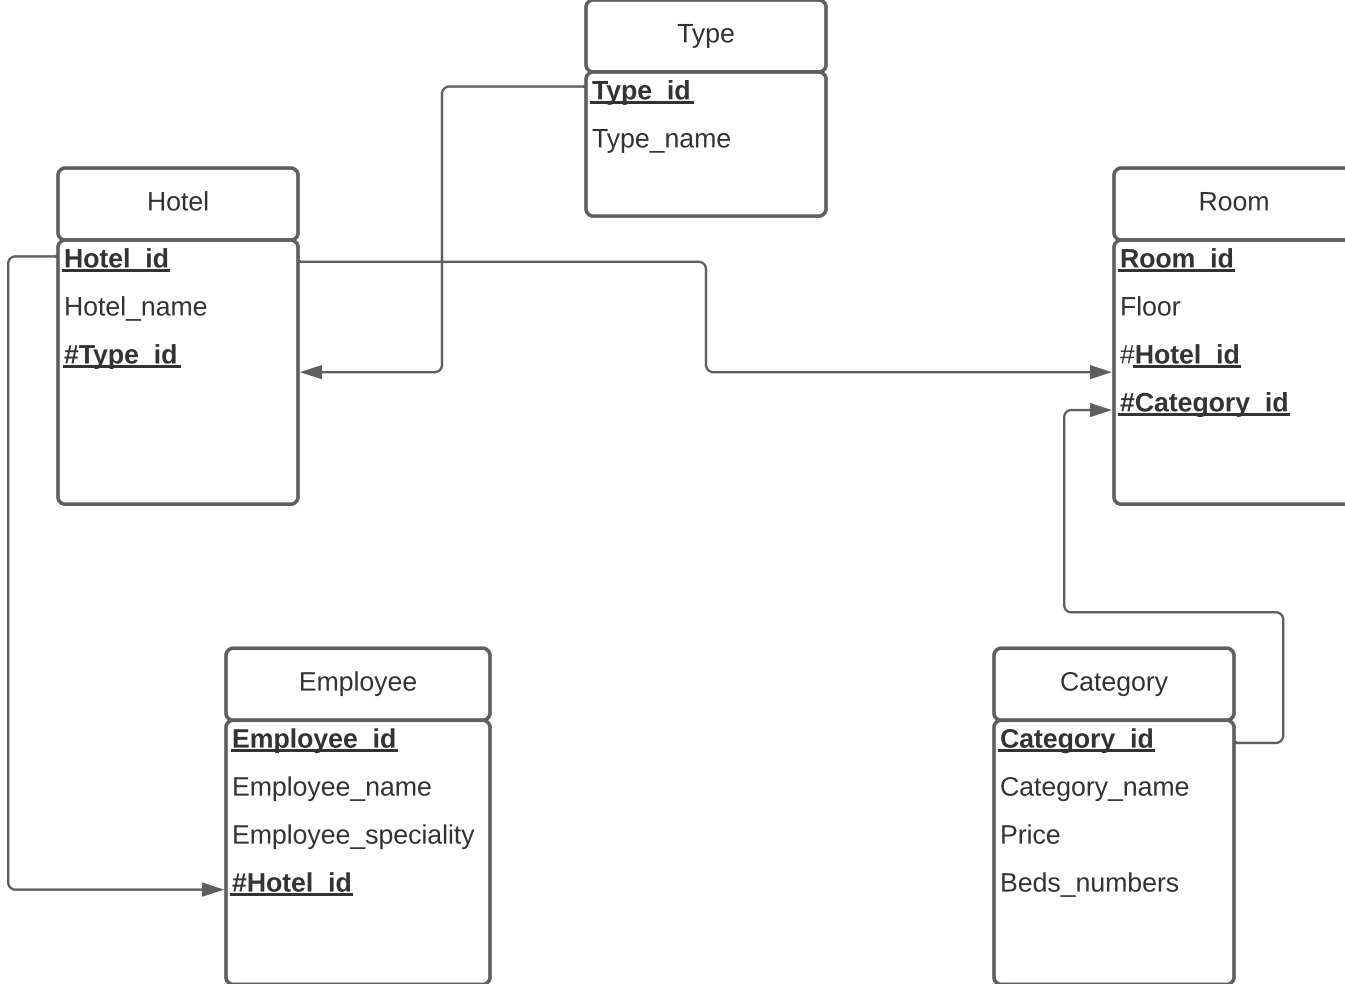 Type
Type_id
Type_name
Hotel
Hotel_id
Hotel_name
#Type_id
Room
Room_id
Floor
#Hotel_id
#Category_id
Employee
Employee_id
Employee_name
Employee_speciality
#Hotel_id
Category
Category_id
Category_name
Price
Beds_numbers